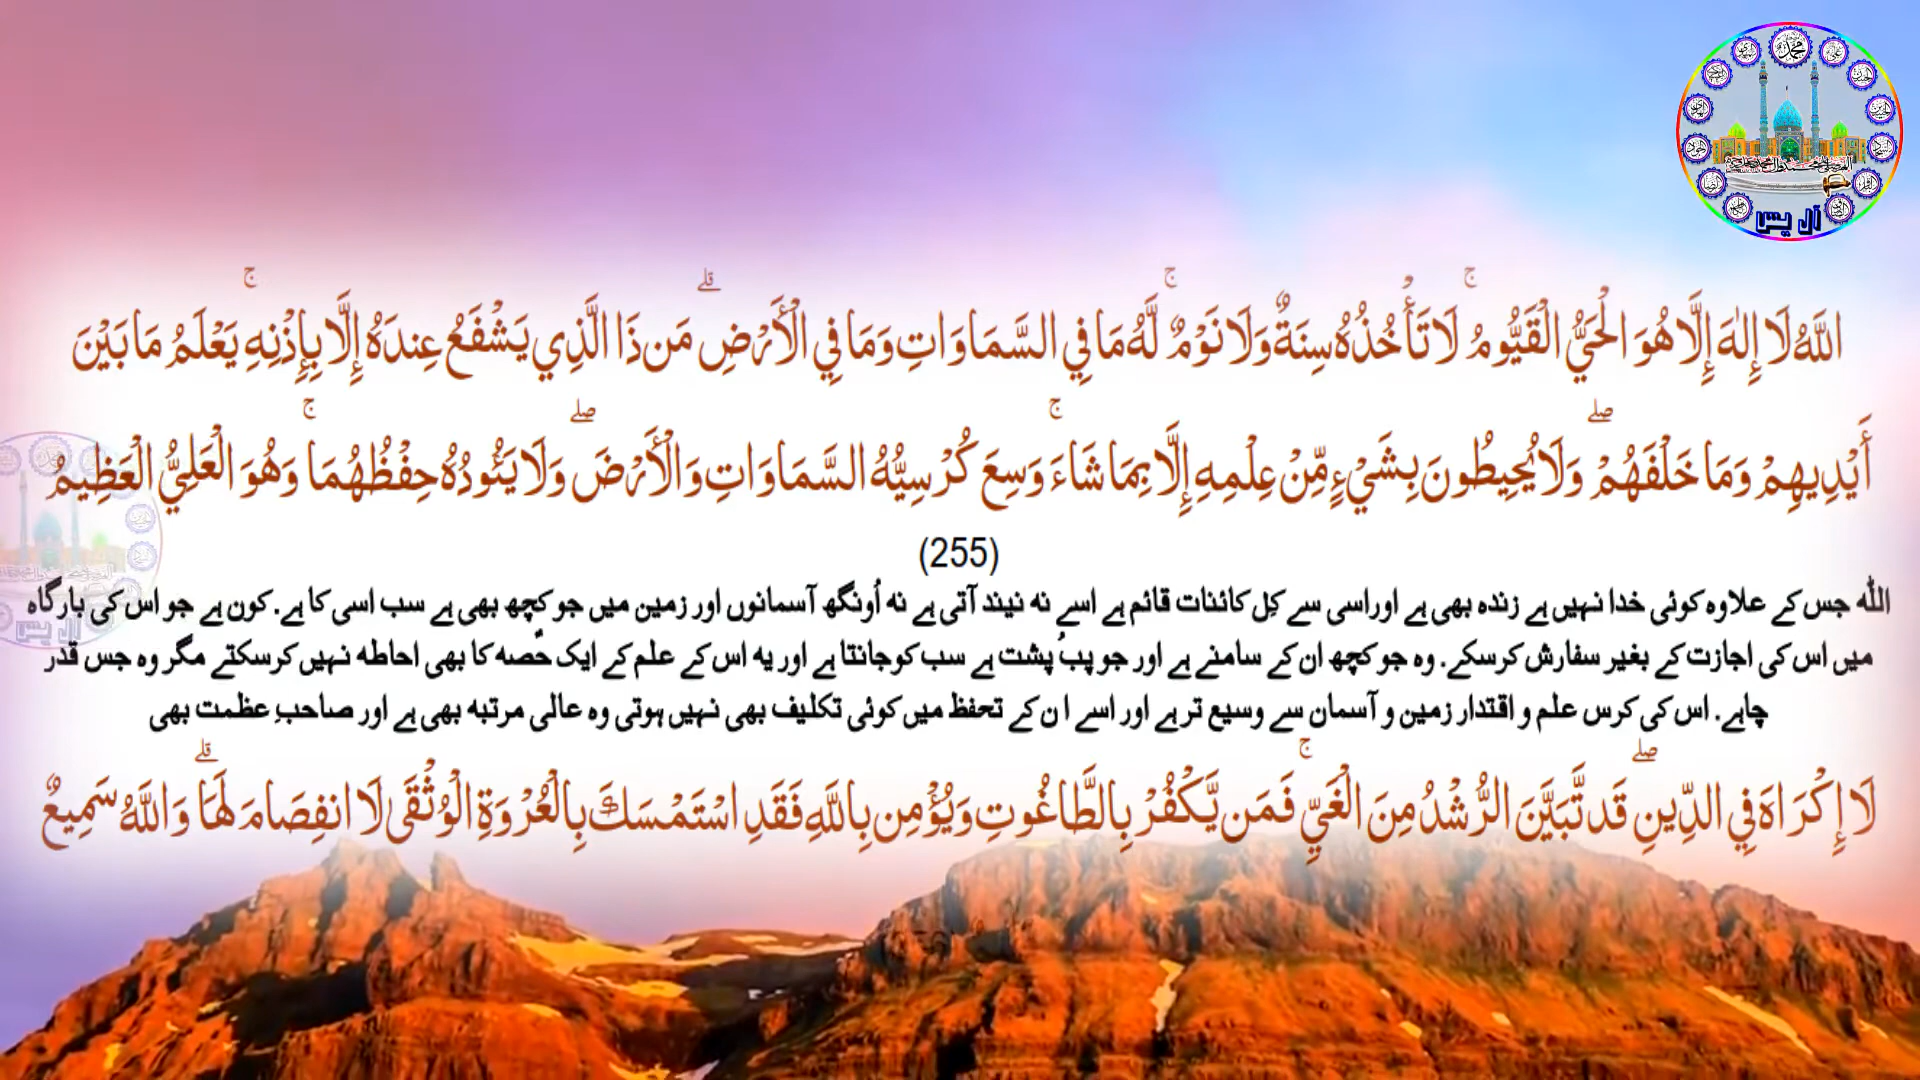 اللَّهُ لَا إِلَٰهَ إِلَّا هُوَ الْحَيُّ الْقَيُّومُ ۚ لَا تَأْخُذُهُ سِنَةٌ وَلَا نَوْمٌ ۚ لَّهُ مَا فِي السَّمَاوَاتِ وَمَا فِي الْأَرْضِ ۗ مَن ذَا الَّذِي يَشْفَعُ عِندَهُ إِلَّا بِإِذْنِهِ ۚ يَعْلَمُ مَا بَيْنَ
أَيْدِيهِمْ وَمَا خَلْفَهُمْ ۖ وَلَا يُحِيطُونَ بِشَيْءٍ مِّنْ عِلْمِهِ إِلَّا بِمَا شَاءَ ۚ وَسِعَ كُرْسِيُّهُ السَّمَاوَاتِ وَالْأَرْضَ ۖ وَلَا يَئُودُهُ حِفْظُهُمَا ۚ وَهُوَ الْعَلِيُّ الْعَظِيمُ
(255)
اللہ جس کے علاوہ کوئی خدا نہیں ہے زندہ بھی ہے اوراسی سے کِل کائنات قائم ہے اسے نہ نیند آتی ہے نہ اُونگھ آسمانوں اور زمین میں جو کچھ بھی ہے سب اسی کا ہے. کون ہے جو اس کی بارگاہ
میں اس کی اجازت کے بغیر سفارش کرسکے. وہ جو کچھ ان کے سامنے ہے اور جو پبُ پشت ہے سب کوجانتا ہے اور یہ اس کے علم کے ایک حّصہ کا بھی احاطہ نہیں کرسکتے مگر وہ جس قدر
چاہے. اس کی کرس علم و اقتدار زمین و آسمان سے وسیع تر ہے اور اسے ا ن کے تحفظ میں کوئی تکلیف بھی نہیں ہوتی وہ عالی مرتبہ بھی ہے اور صاحبِ عظمت بھی
لَا إِكْرَاهَ فِي الدِّينِ ۖ قَد تَّبَيَّنَ الرُّشْدُ مِنَ الْغَيِّ ۚ فَمَن يَّكْفُرْ بِالطَّاغُوتِ وَيُؤْمِن بِاللَّهِ فَقَدِ اسْتَمْسَكَ بِالْعُرْوَةِ الْوُثْقَىٰ لَا انفِصَامَ لَهَا ۗ وَاللَّهُ سَمِيعٌ
آل یس